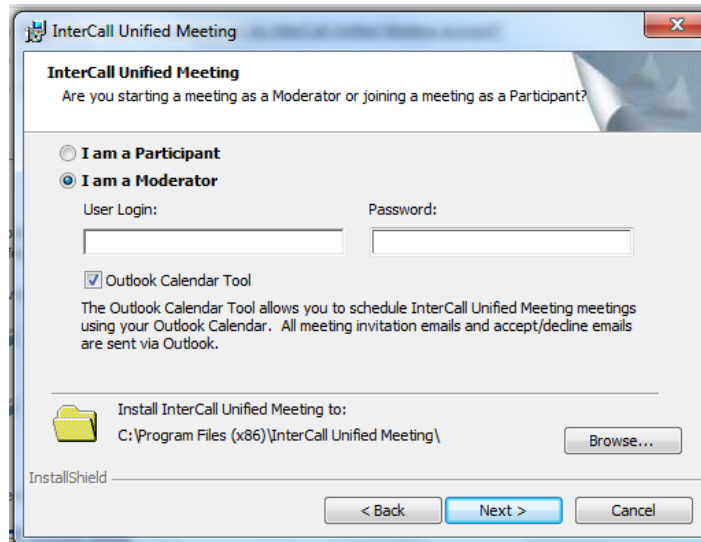 InterCall Unified Meeting
InterCall Unified Meeting
Are you starting a meeting as a Moderator or joining a meeting as a Participant?
I am a Participant
I am a Moderator
User Login: Password:
Outlook Calendar Tool
The Outlook Calendar Tool allows you to schedule InterCall Unified Meeting meetings
using your Outlook Calendar. All meeting invitation emails and accept/decline emails
are sent via Outlook.
Install InterCall Unified Meeting to:
C:\Program Files (x86)\InterCall Unified Meeting\
Browse...
InstallShield
< Back Next > Cancel